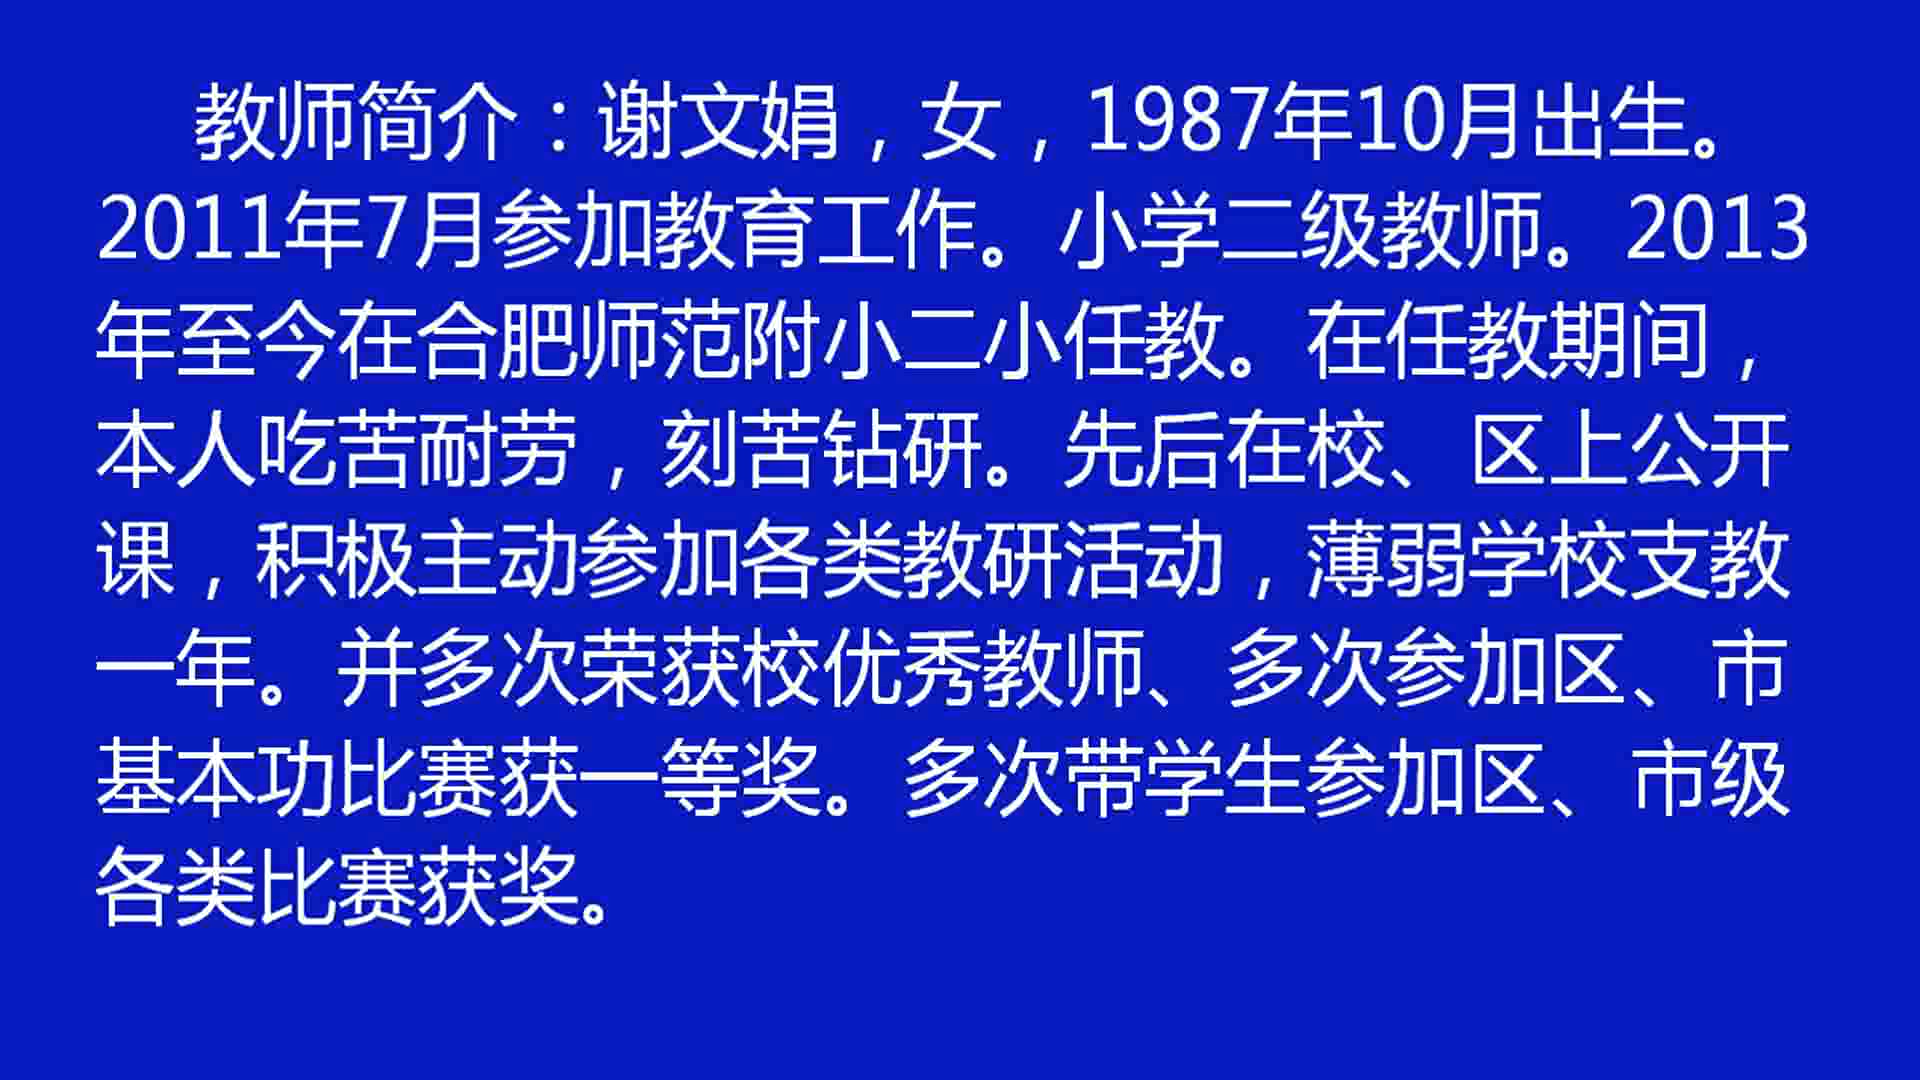 教师简介：谢文娟，女，1987年10月出生。
2011年7月参加教育工作。小学二级教师。2013
年至今在合肥师范附小二小任教。在任教期间，
本人吃苦耐劳，刻苦钻研。先后在校、区上公开
课，积极主动参加各类教研活动，薄弱学校支教
一年。并多次荣获校优秀教师、多次参加区、市
基本功比赛获一等奖。多次带学生参加区、市级
各类比赛获奖。